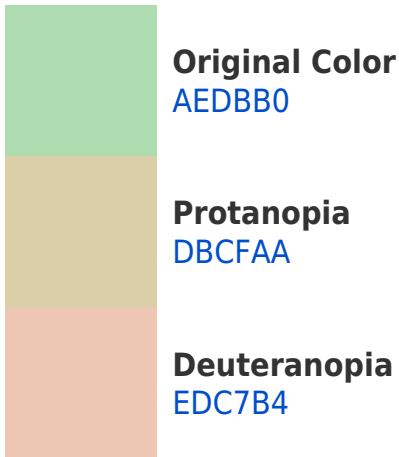 Original Color
AEDBB0
Protanopia
DBCFAA
Deuteranopia
EDC7B4